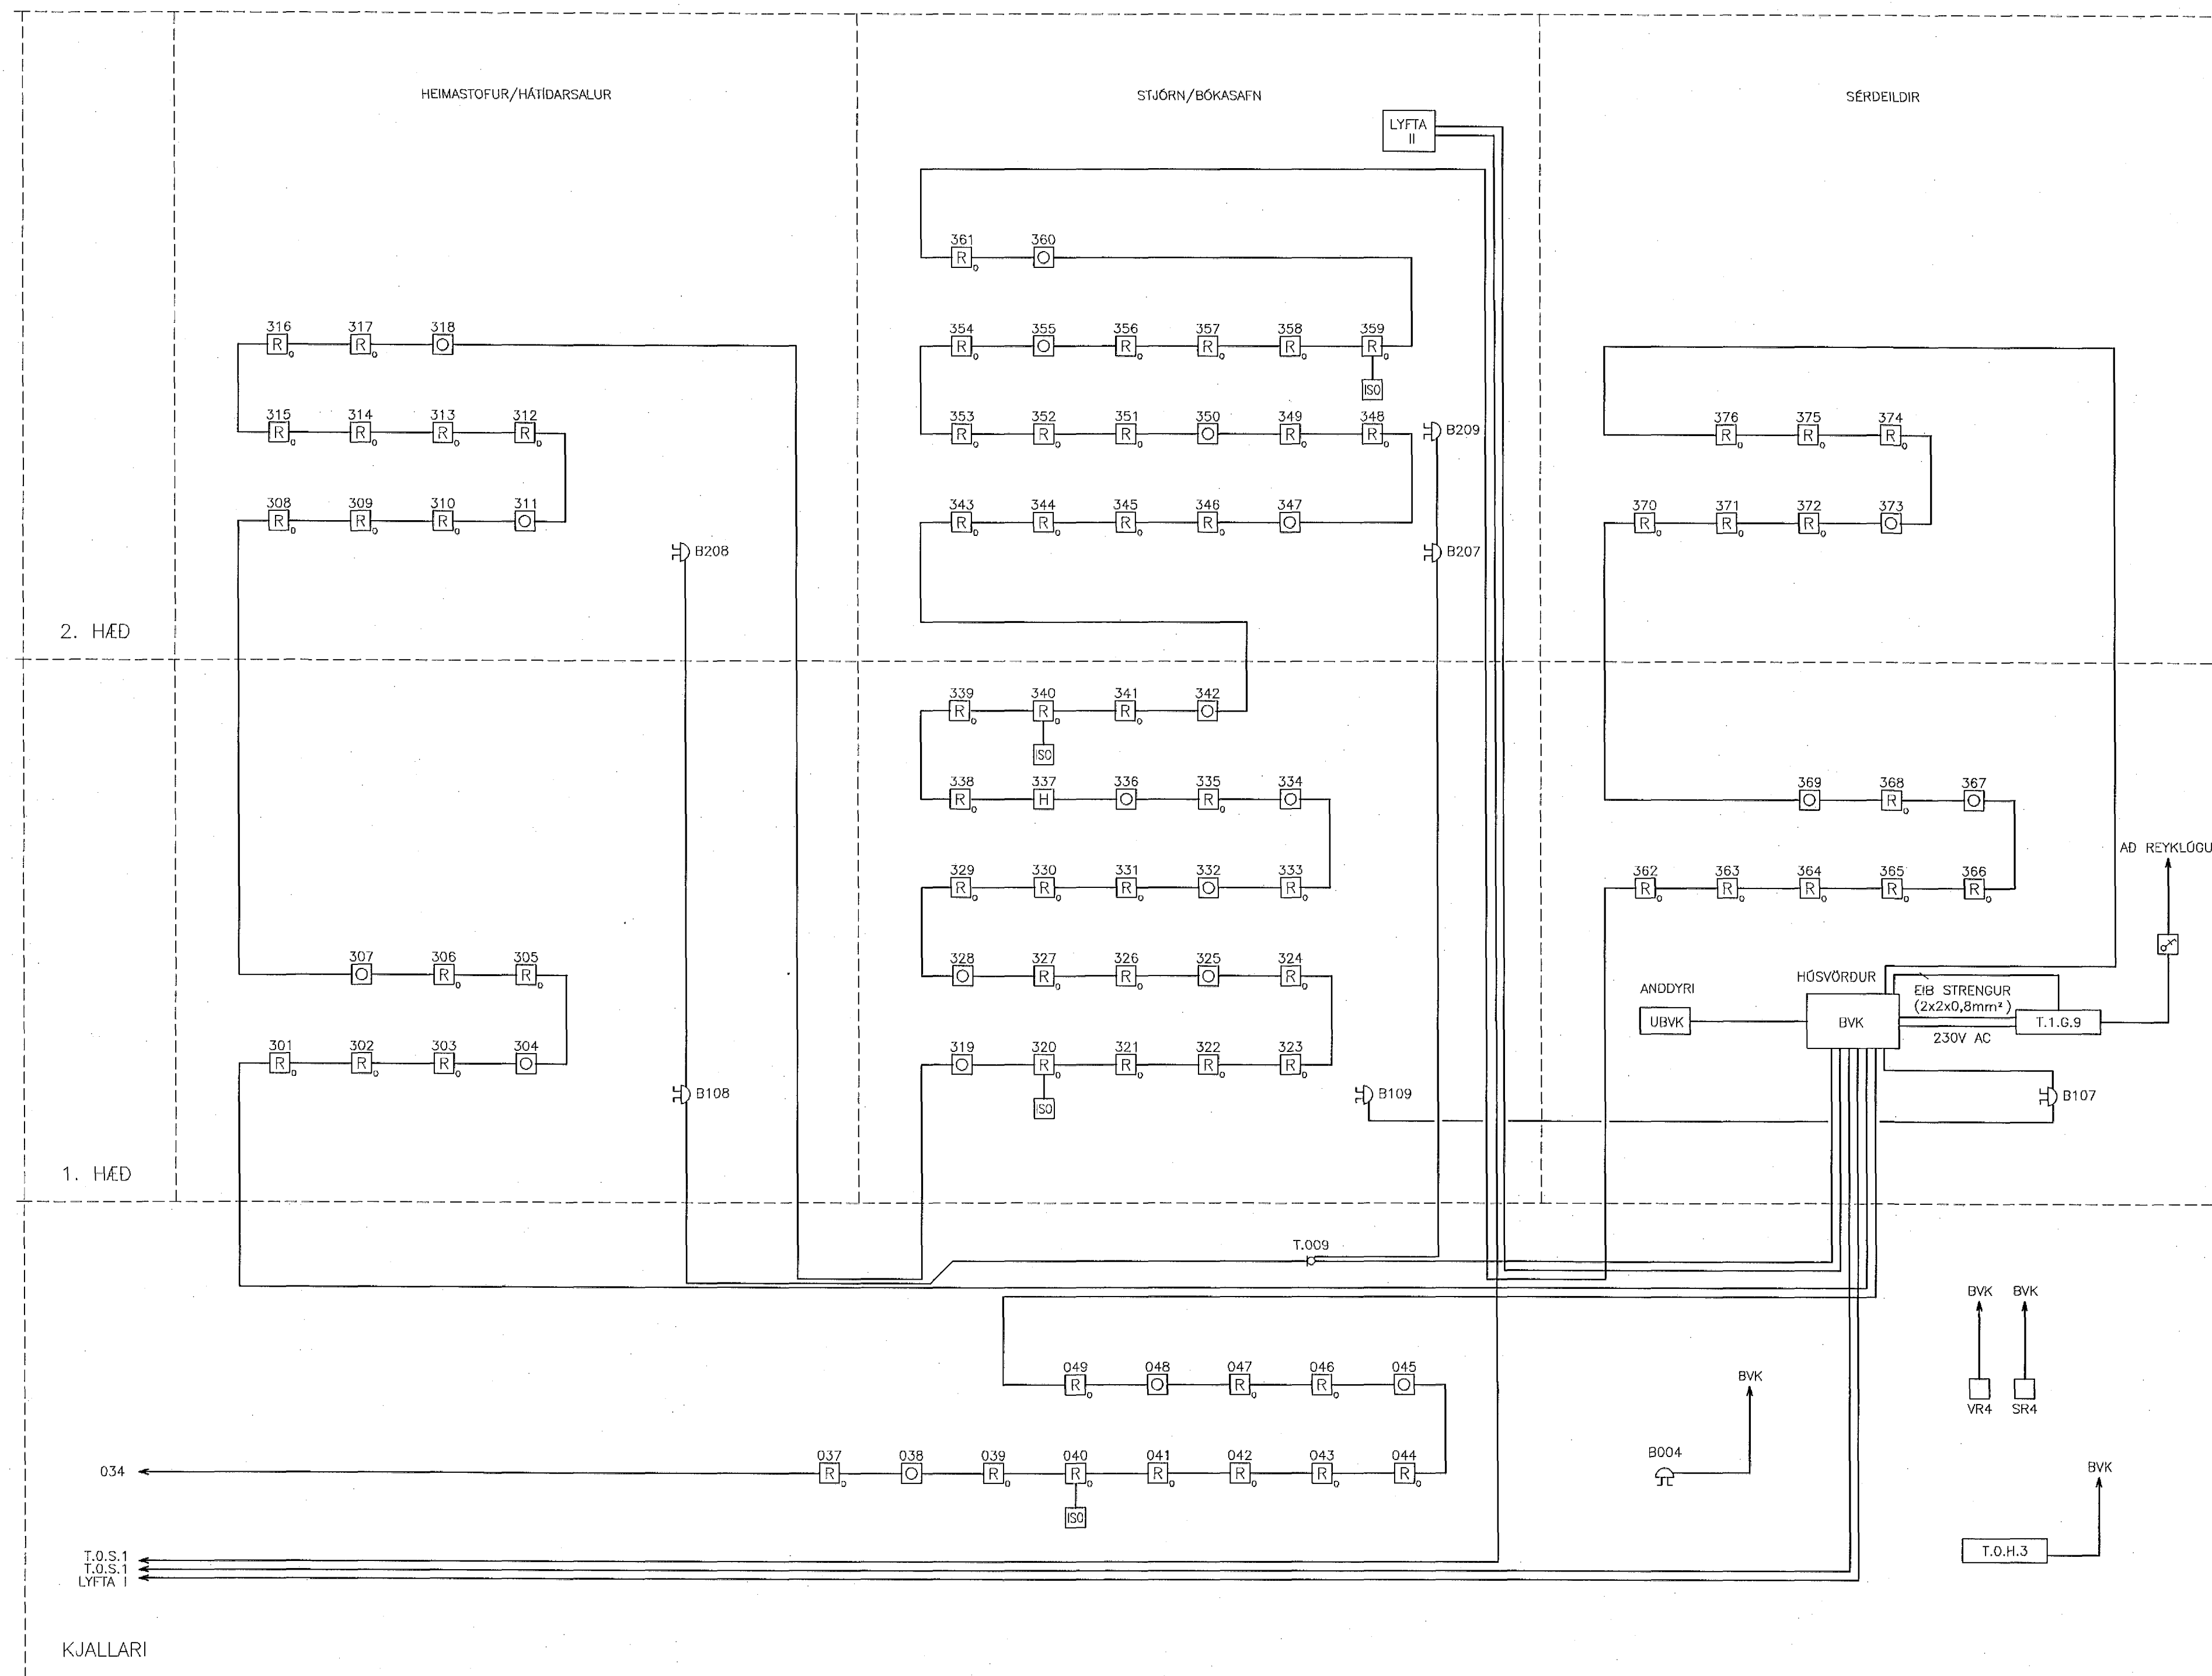 HEIMASTOFUR/HÁTÍDARSALUR
STJÓRN/BÓKASAFN
SÉRDEILDIR
LYFTA
II
361 360
R O
316 317 318
R R O
354 355 356 357 358 359
R O R R R R
ISO
315 314 313 312
R R R R
353 352 351 350 349 348
R R R O R R
B209
376 375 374
R R R
308 309 310 311
R R R O
343 344 345 346 347
R R R R O
370 371 372 373
R R R O
B208
B207
2. HÆÐ
339 340 341 342
R R R O
ISO
338 337 336 335 334
R H O R O
369 368 367
O R O
329 330 331 332 333
R R R O R
362 363 364 365 366
R R R R R
AÐ REYKLÚGU
307 306 305
O R R
328 327 326 325 324
O R R O R
HÚSVÖRDUR
ANDDYRI
EIB STRENGUR
(2x2x0,8mm²)
UBVK
BVK
T.1.G.9
230V AC
301 302 303 304
R R R O
319 320 321 322 323
O R R R R
ISO
B108
B109
B107
1. HÆÐ
T.009
BVK BVK
VR4 SR4
049 048 047 046 045
R O R R O
BVK
B004
034
037 038 039 040 041 042 043 044
R O R R R R R R
ISO
BVK
T.0.H.3
T.0.S.1
T.0.S.1
LYFTA I
KJALLARI